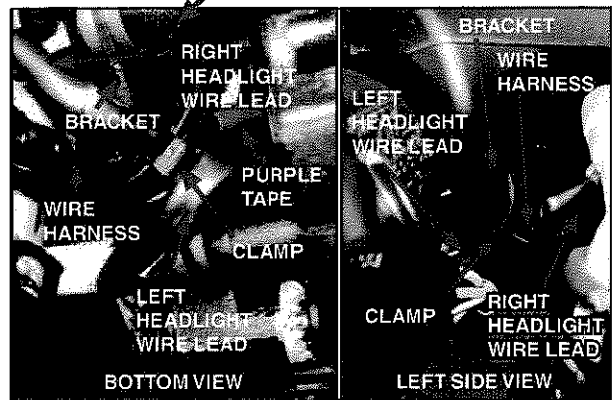 RIGHT
HEADLIGHT
WIRE LEAD
BRACKET
PURPLE
TAPE
WIRE
HARNESS
CLAMP
LEFT
HEADLIGHT
WIRE LEAD
BOTTOM VIEW
BRACKET
WIRE
HARNESS
LEFT
HEADLIGHT
WIRE LEAD
CLAMP
RIGHT
HEADLIGHT
WIRE LEAD
LEFT SIDE VIEW